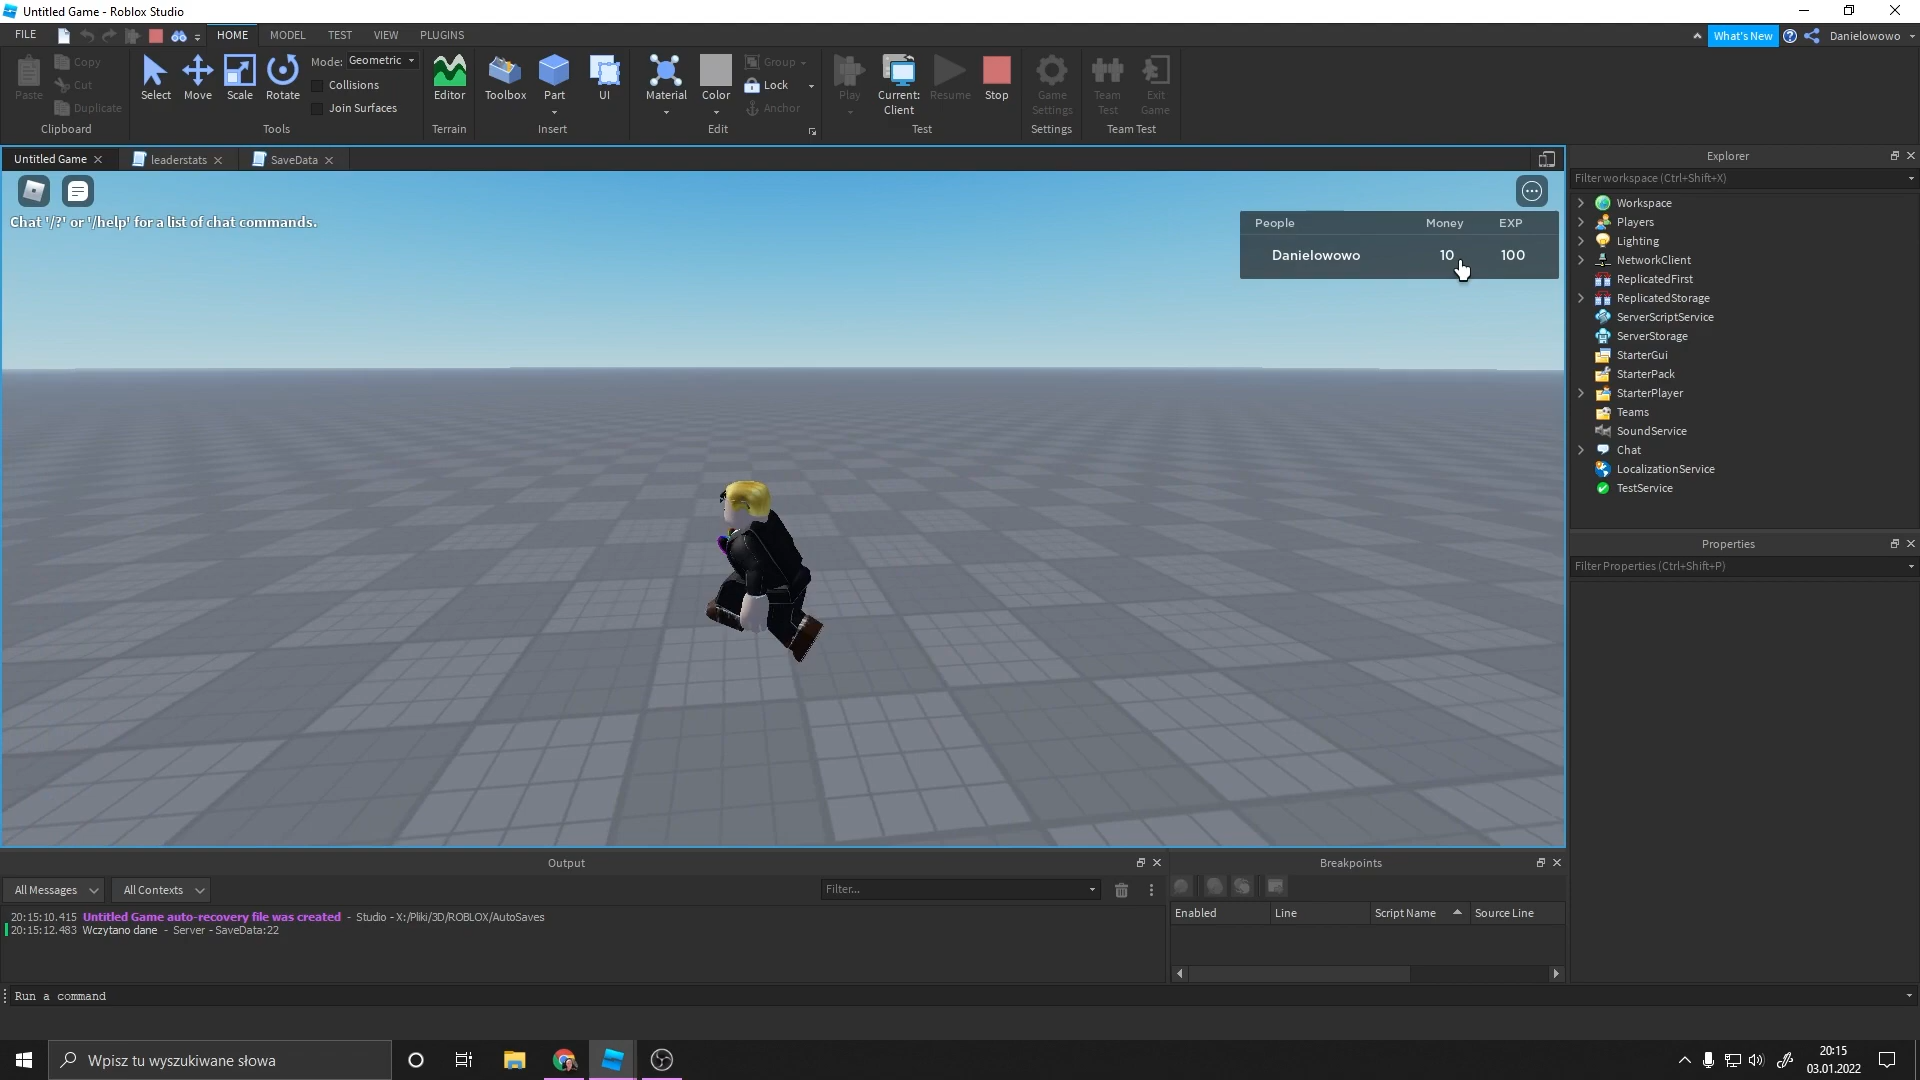 Untitled Game - Roblox Studio
FILE HOME MODEL TEST VIEW PLUGINS What's New Danielowowo
Paste Copy Cut Duplicate
Clipboard
Select Move Scale Rotate
Mode: Geometric
Collisions
Join Surfaces
Tools
Editor
Terrain
Toolbox Part UI
Insert
Material Color Group Lock Anchor
Edit
Play Current: Client Resume Stop
Test
Game Settings
Settings
Team Test Exit Game
Team Test
Untitled Game leaderstats SaveData
Chat '/?' or '/help' for a list of chat commands.
People Money EXP
Danielowowo 10 100
Explorer
Filter workspace (Ctrl+Shift+X)
Workspace
Players
Lighting
NetworkClient
ReplicatedFirst
ReplicatedStorage
ServerScriptService
ServerStorage
StarterGui
StarterPack
StarterPlayer
Teams
SoundService
Chat
LocalizationService
TestService
Properties
Filter Properties (Ctrl+Shift+P)
Output
All Messages All Contexts Filter...
20:15:10.415 Untitled Game auto-recovery file was created - Studio - X:/Pliki/3D/ROBLOX/AutoSaves
20:15:12.483 Wczytano dane - Server - SaveData:22
Breakpoints
Enabled Line Script Name Source Line
Run a command
Wpisz tu wyszukiwane słowa
20:15
03.01.2022